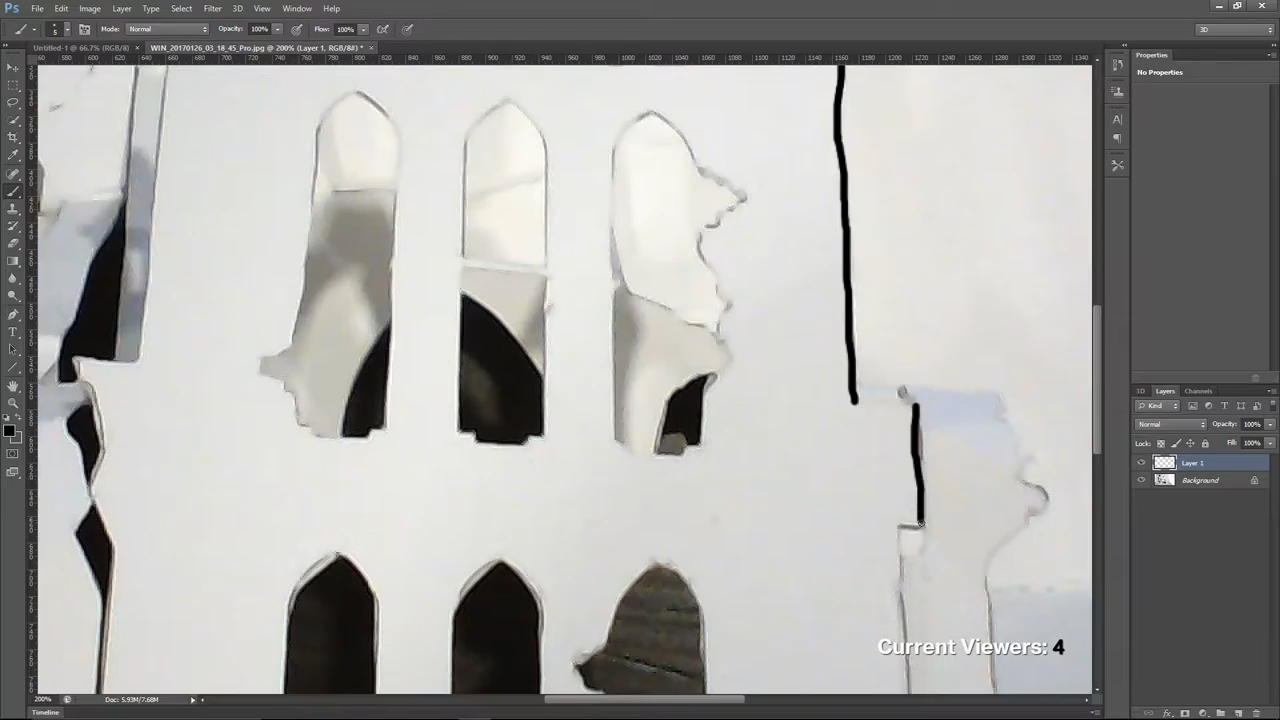 Ps File Edit Image Layer Type Select Filter 3D View Window Help
5 Mode: Normal Opacity: 100% Flow: 100% 3D
Untitled-1 @ 66.7% (RGB/8) × WIN_20170126_03_18_45_Pro.jpg @ 200% (Layer 1, RGB/8#) * ×
Properties
No Properties
3D Layers Channels
Kind
Normal Opacity: 100%
Lock: Fill: 100%
Layer 1
Background
Current Viewers: 4
200% Doc: 5.93M/7.68M
Timeline